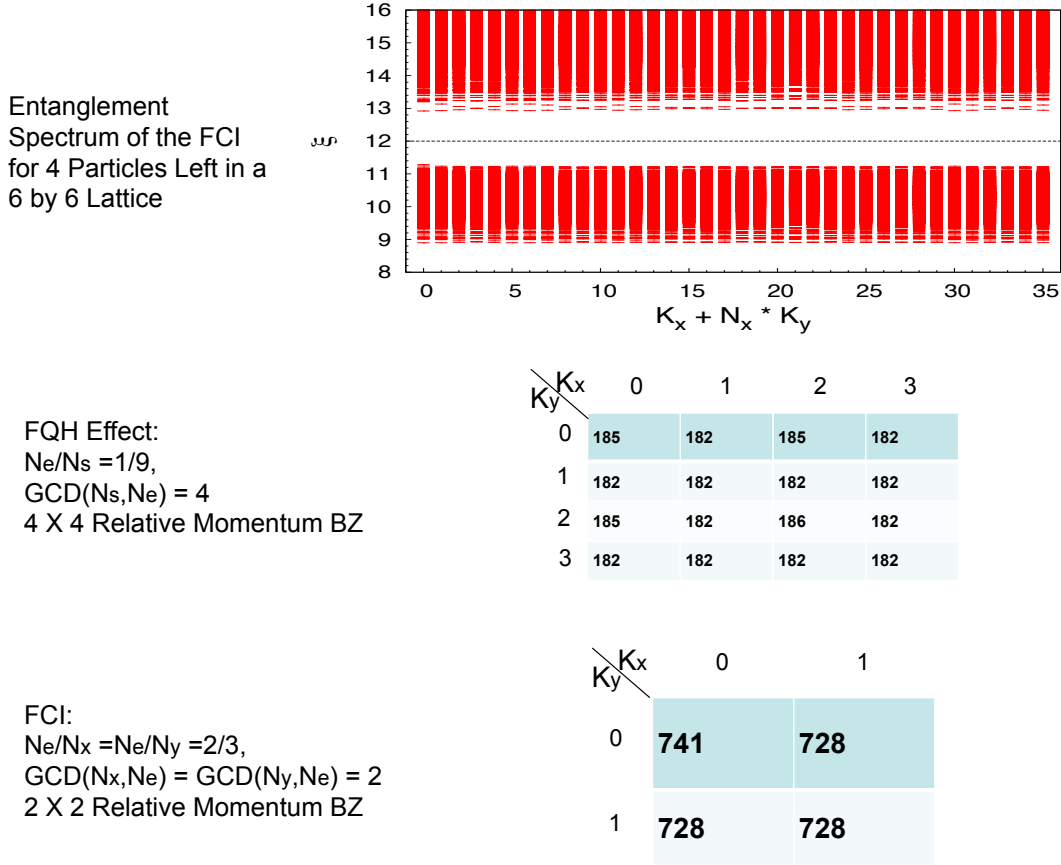 16
15
14
13
12
11
10
9
8
ξ
0 5 10 15 20 25 30 35
Kx + Nx * Ky
Entanglement
Spectrum of the FCI
for 4 Particles Left in a
6 by 6 Lattice
Kx 0 1 2 3
Ky
0 185 182 185 182
1 182 182 182 182
2 185 182 186 182
3 182 182 182 182
FQH Effect:
Ne/Ns =1/9,
GCD(Ns,Ne) = 4
4 X 4 Relative Momentum BZ
Kx 0 1
Ky
0 741 728
1 728 728
FCI:
Ne/Nx =Ne/Ny =2/3,
GCD(Nx,Ne) = GCD(Ny,Ne) = 2
2 X 2 Relative Momentum BZ